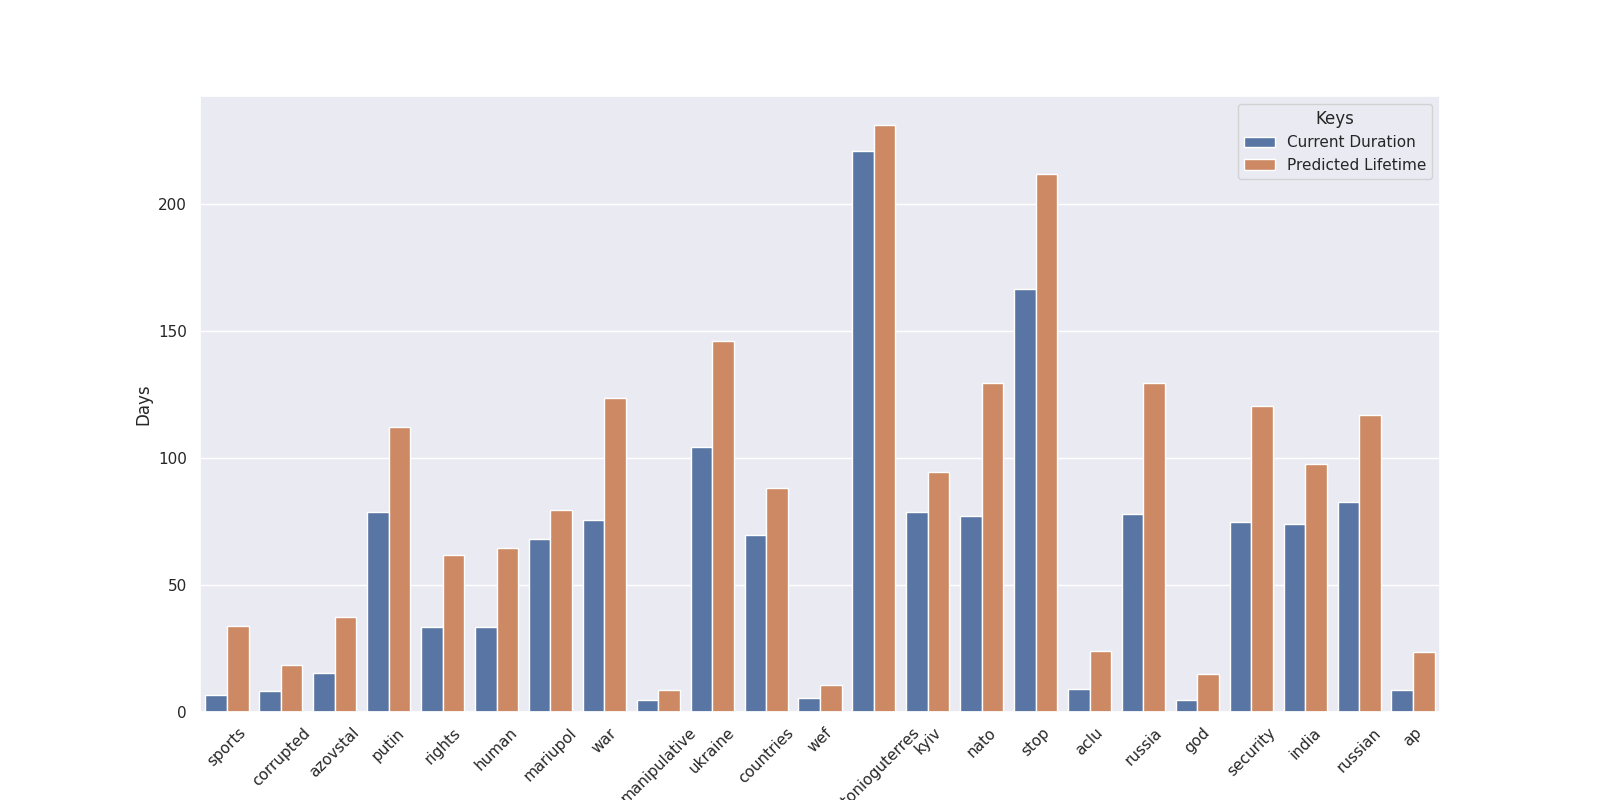 Keys
Current Duration
Predicted Lifetime
Days
200
150
100
50
0
sports
corrupted
azovstal
putin
rights
human
mariupol
war
manipulative
ukraine
countries
wef
tonioguterres
kyiv
nato
stop
aclu
russia
god
security
india
russian
ap